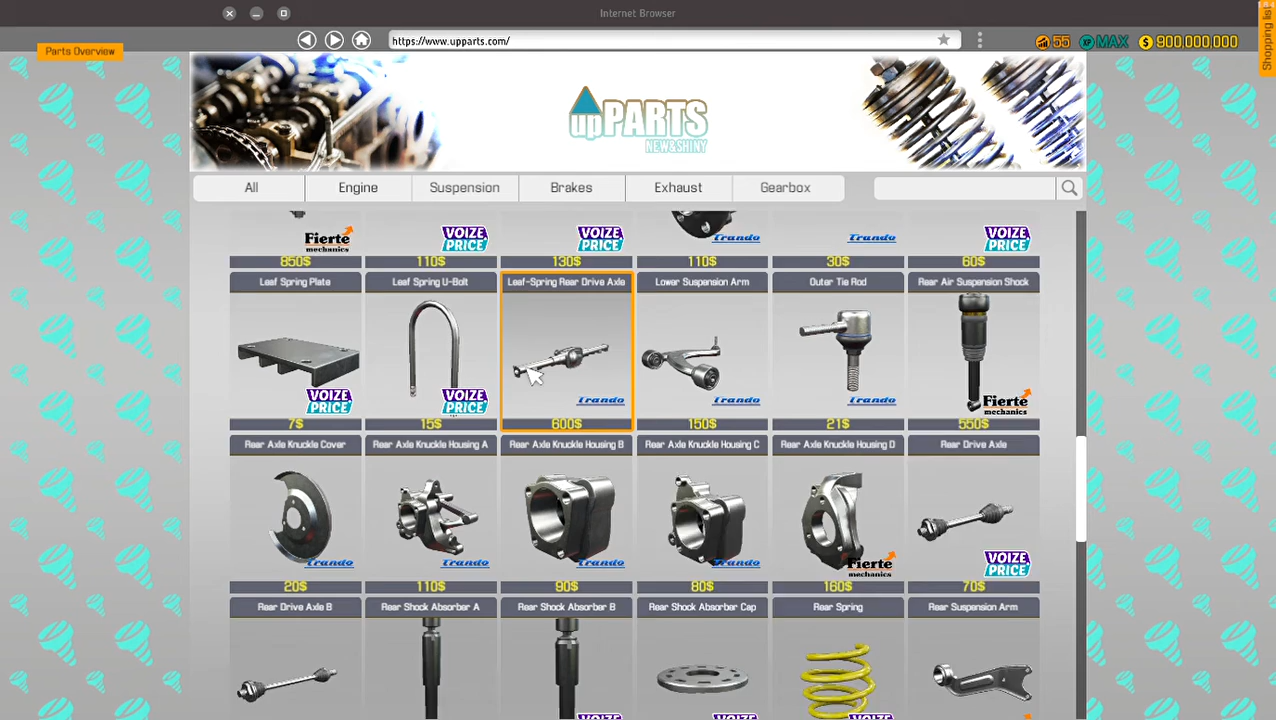 Internet Browser
https://www.upparts.com/
Parts Overview
55 MAX $ 900,000,000
Shopping list
upPARTS
NEW&SHINY
All Engine Suspension Brakes Exhaust Gearbox
Fierte mechanics VOIZE PRICE VOIZE PRICE Trando Trando VOIZE PRICE
850$ 110$ 130$ 110$ 30$ 60$
Leaf Spring Plate Leaf Spring U-Bolt Leaf-Spring Rear Drive Axle Lower Suspension Arm Outer Tie Rod Rear Air Suspension Shock
VOIZE PRICE VOIZE PRICE Trando Trando Trando Fierte mechanics
7$ 15$ 600$ 150$ 21$ 550$
Rear Axle Knuckle Cover Rear Axle Knuckle Housing A Rear Axle Knuckle Housing B Rear Axle Knuckle Housing C Rear Axle Knuckle Housing D Rear Drive Axle
Trando Trando Trando Trando Fierte mechanics VOIZE PRICE
20$ 110$ 90$ 80$ 160$ 70$
Rear Drive Axle B Rear Shock Absorber A Rear Shock Absorber B Rear Shock Absorber Cap Rear Spring Rear Suspension Arm